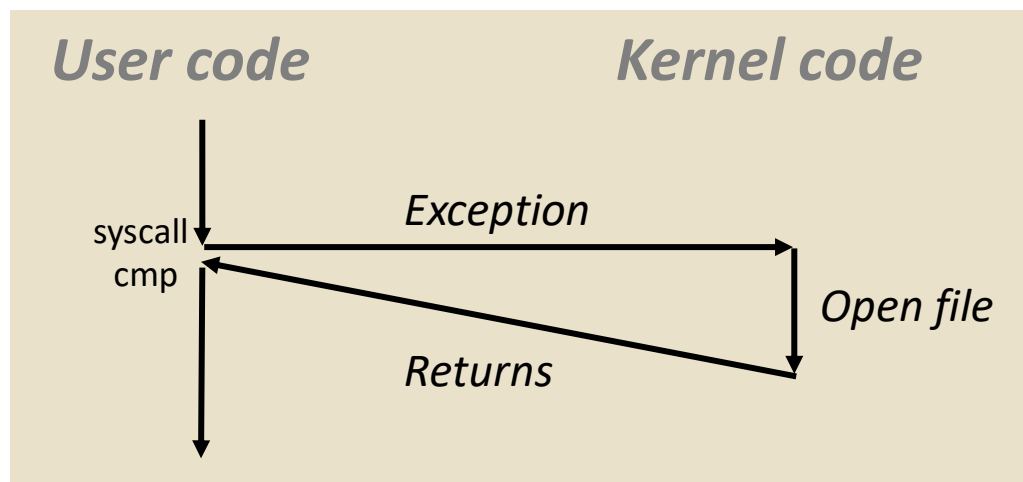 User code
Kernel code
Exception
syscall
cmp
Open file
Returns